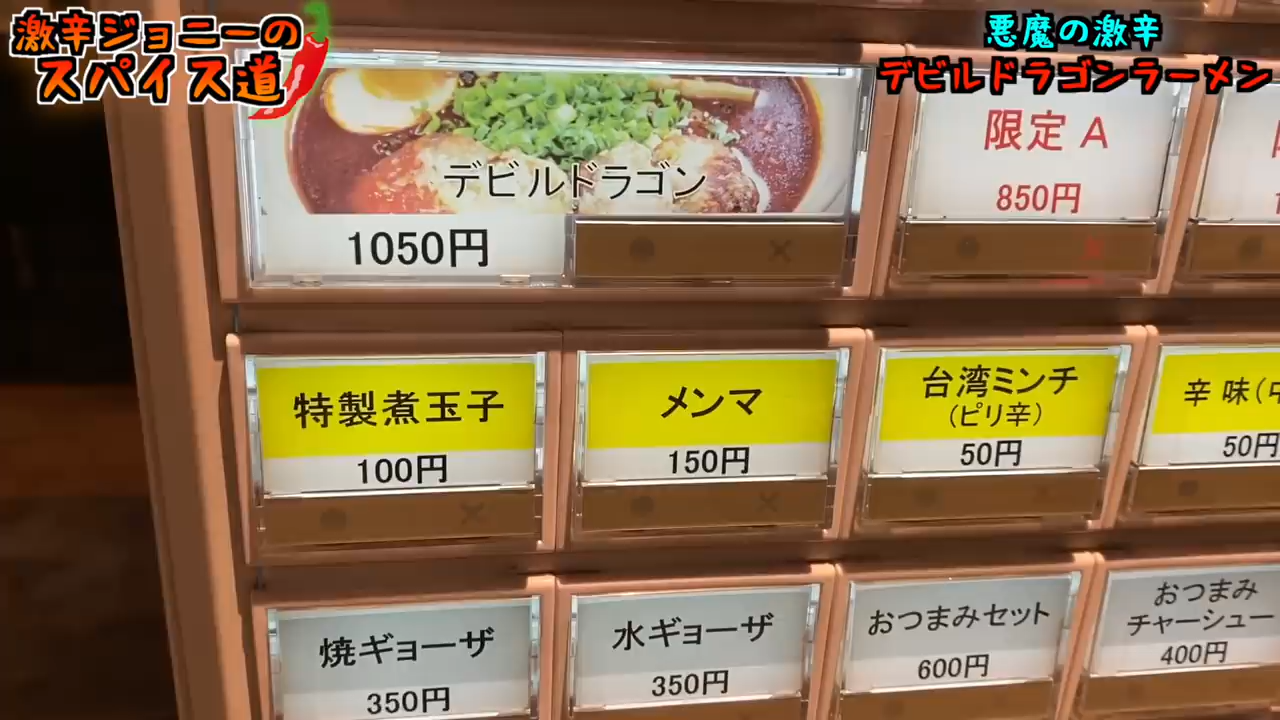 激辛ジョニーの
スパイス道
悪魔の激辛
デビルドラゴンラーメン
デビルドラゴン
1050円
限定 A
850円
特製煮玉子
100円
メンマ
150円
台湾ミンチ
(ピリ辛)
50円
辛味(
50円
焼ギョーザ
350円
水ギョーザ
350円
おつまみセット
600円
おつまみ
チャーシュー
400円